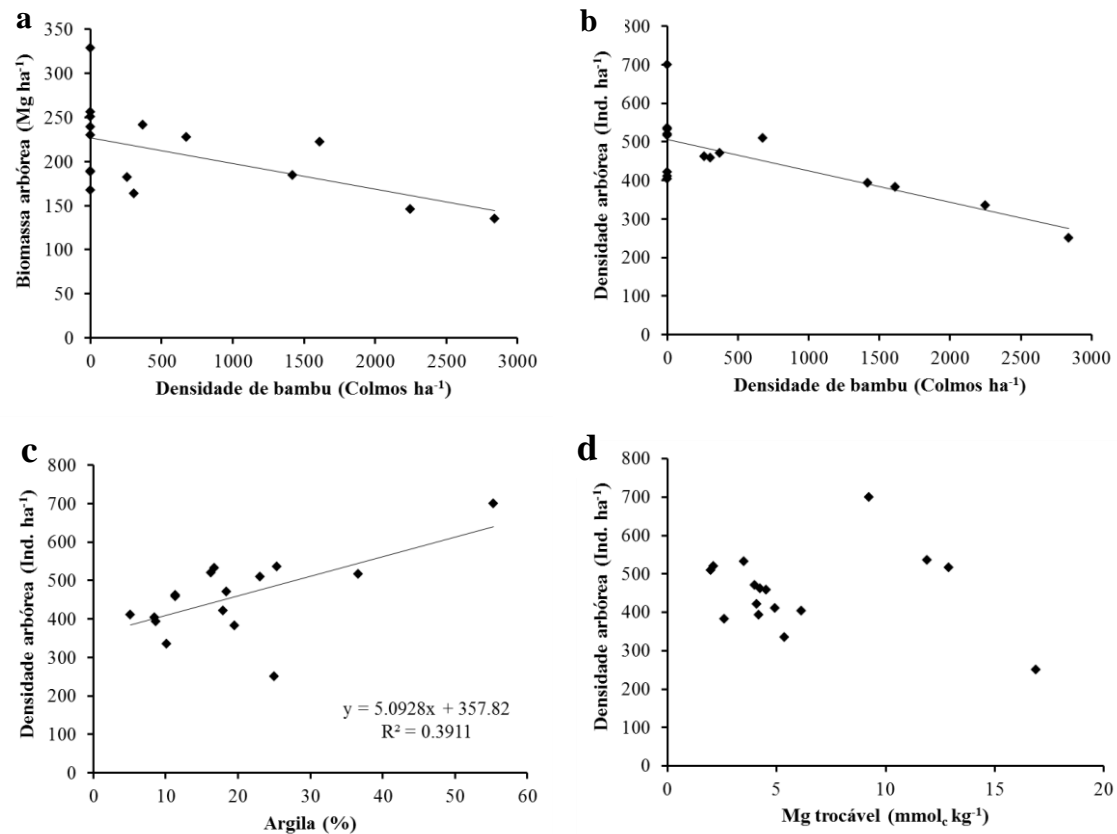 a
Biomassa arbórea (Mg ha⁻¹)
350
300
250
200
150
100
50
0
0 500 1000 1500 2000 2500 3000
Densidade de bambu (Colmos ha⁻¹)
b
Densidade arbórea (Ind. ha⁻¹)
800
700
600
500
400
300
200
100
0
0 500 1000 1500 2000 2500 3000
Densidade de bambu (Colmos ha⁻¹)
c
Densidade arbórea (Ind. ha⁻¹)
800
700
600
500
400
300
200
100
0
y = 5.0928x + 357.82
R² = 0.3911
0 10 20 30 40 50 60
Argila (%)
d
Densidade arbórea (Ind. ha⁻¹)
800
700
600
500
400
300
200
100
0
0 5 10 15 20
Mg trocável (mmol꜀ kg⁻¹)